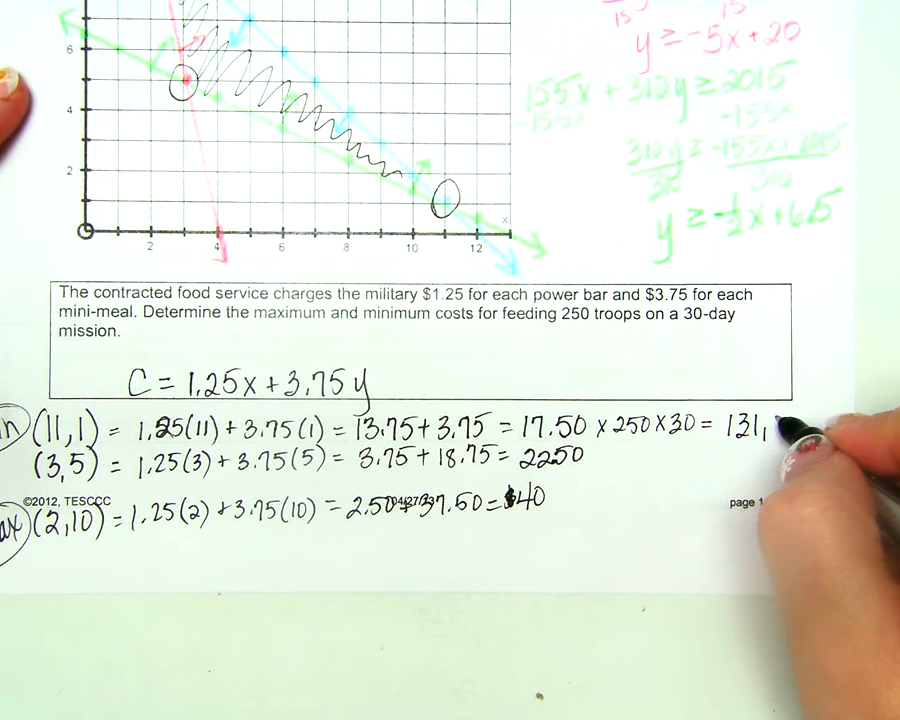 15 15
y ≥ -5x + 20
155x + 310y ≥ 2015
-155x -155x
310y ≥ -155x + 2015
310 310
y ≥ -1/2x + 6.5
6
4
2
x
2 4 6 8 10 12
The contracted food service charges the military $1.25 for each power bar and $3.75 for each
mini-meal. Determine the maximum and minimum costs for feeding 250 troops on a 30-day
mission.
C = 1.25x + 3.75y
(11,1) = 1.25(11) + 3.75(1) = 13.75 + 3.75 = 17.50 x 250 x 30 = 131,
(3,5) = 1.25(3) + 3.75(5) = 3.75 + 18.75 = 22.50
©2012, TESCCC page 1
(2,10) = 1.25(2) + 3.75(10) = 2.50 + 37.50 = $40